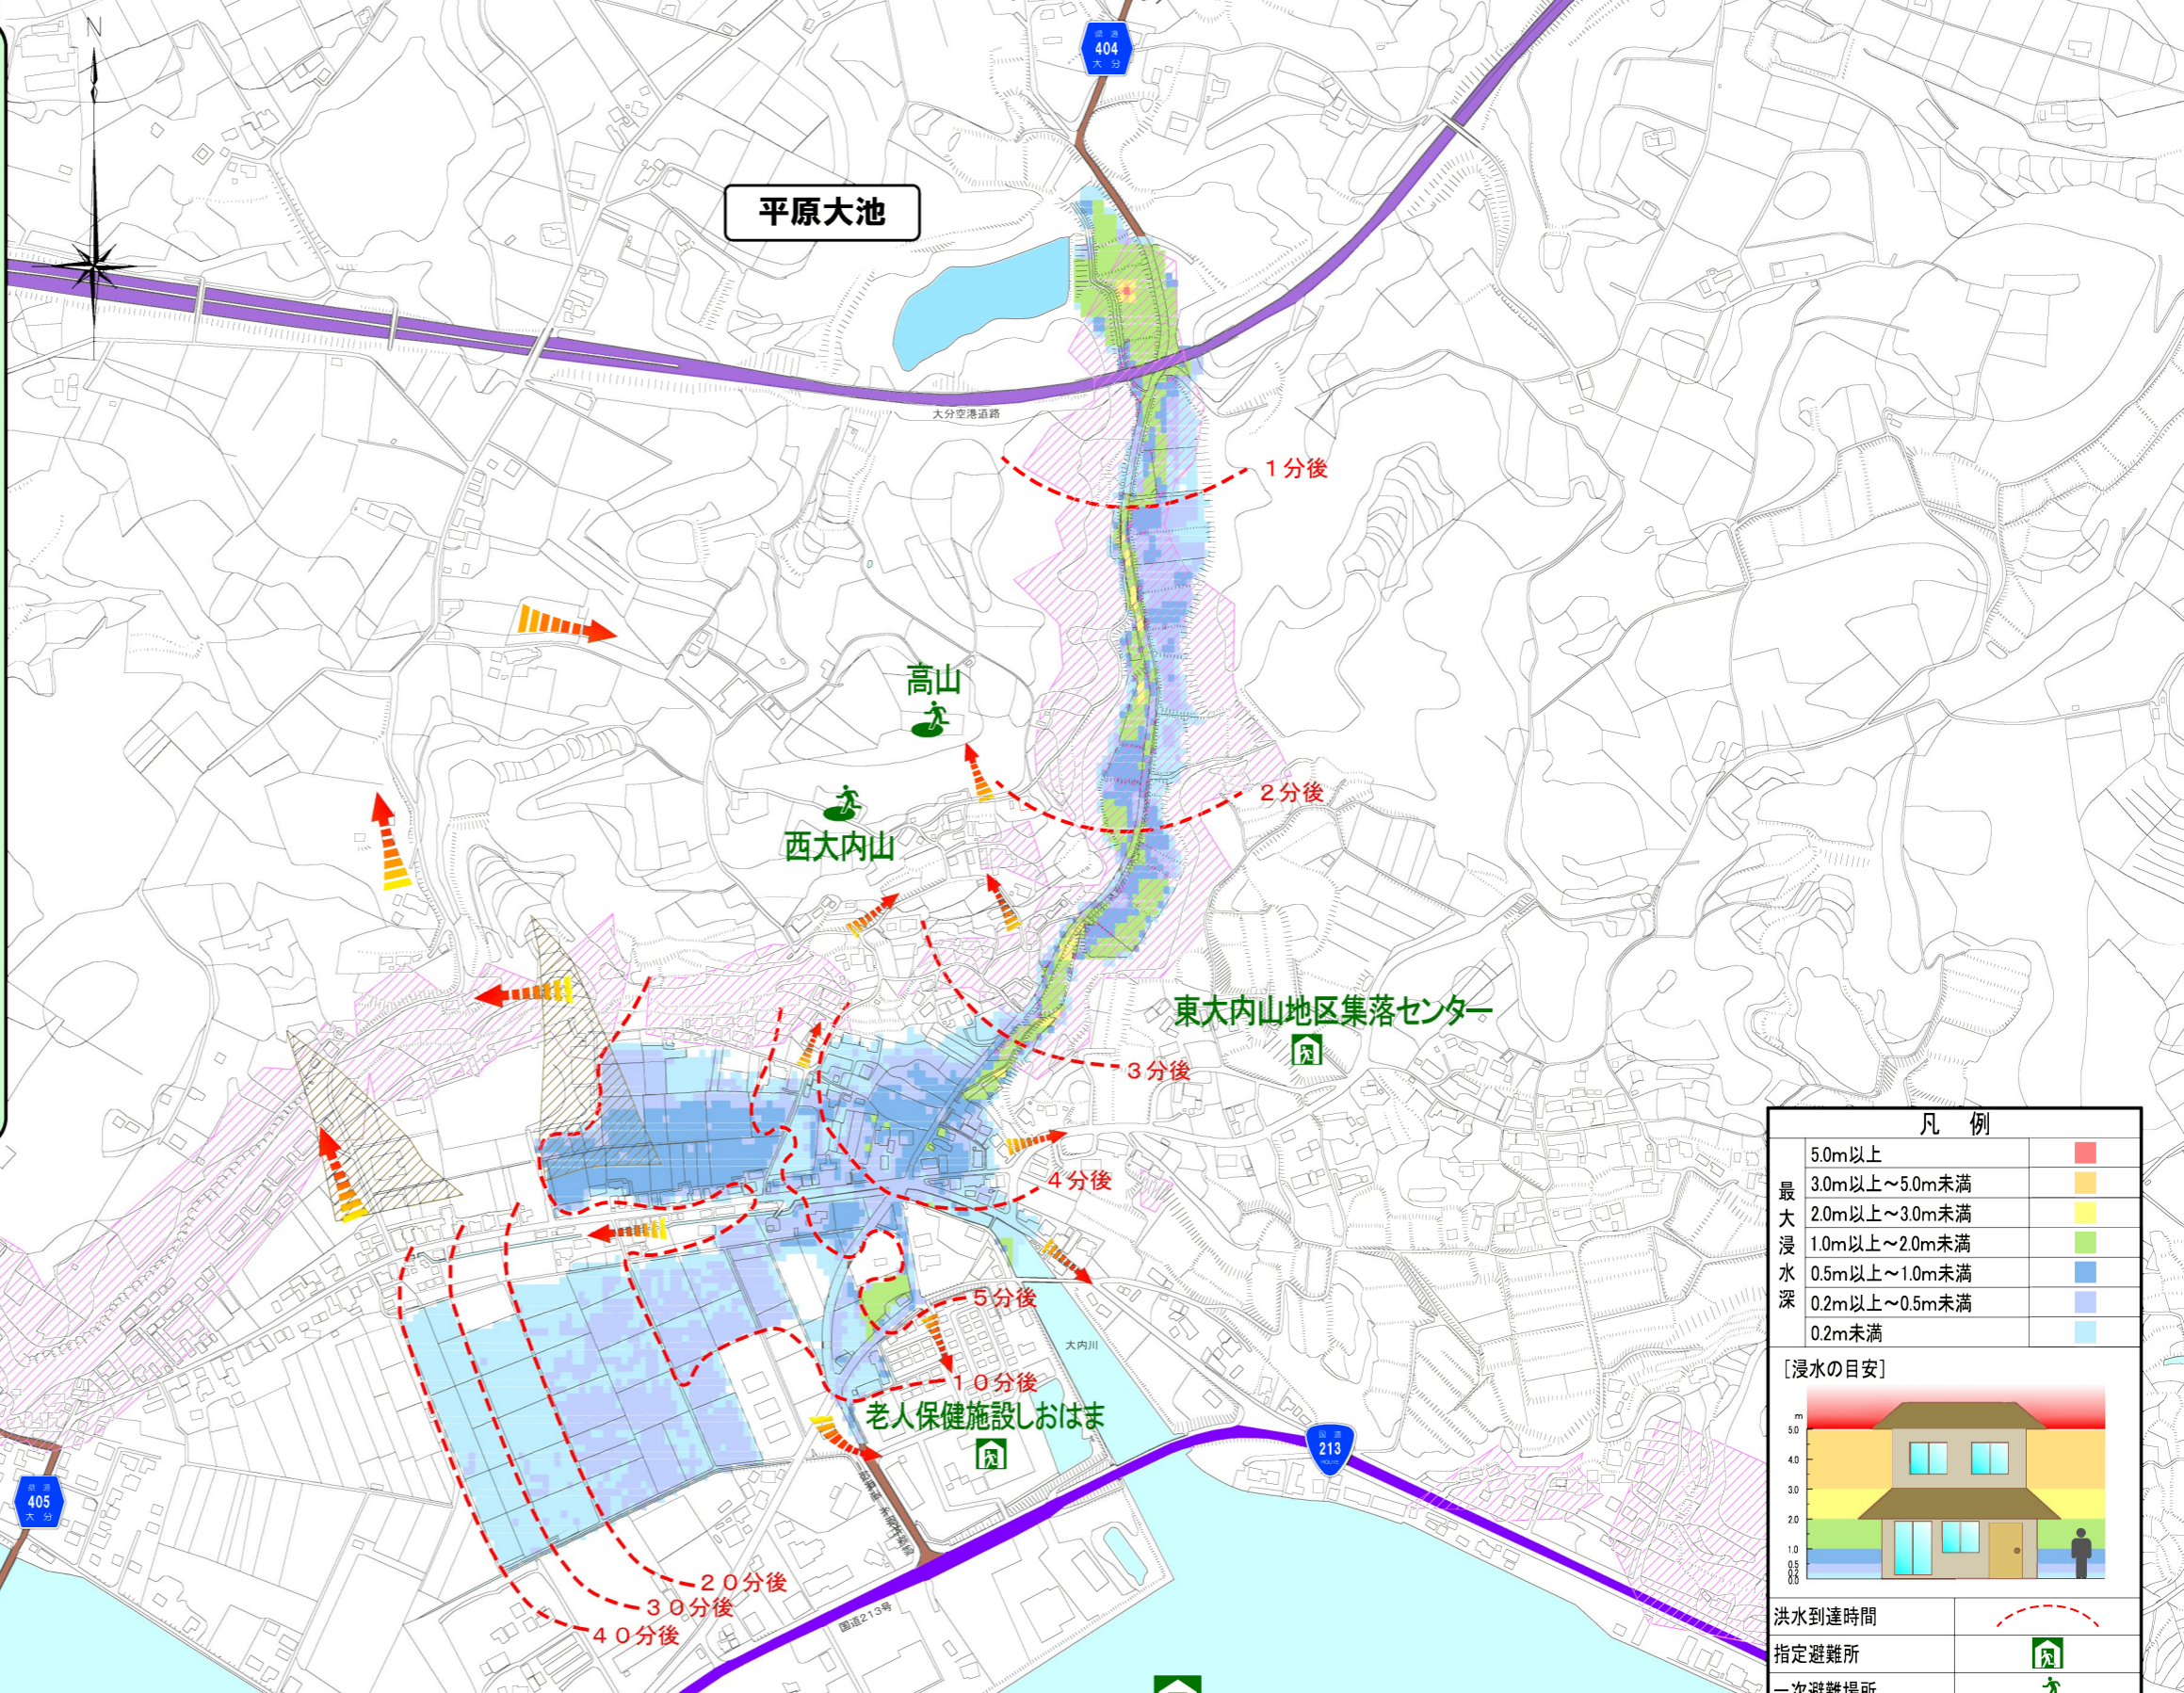 N
県道
404
大分
平原大池
大分空港道路
1分後
高山
2分後
西大内山
東大内山地区集落センター
3分後
4分後
5分後
大内川
10分後
老人保健施設しおはま
国道
213
ROUTE
県道
405
大分
20分後
30分後
国道213号
40分後
凡 例
最大浸水深
5.0m以上
3.0m以上～5.0m未満
2.0m以上～3.0m未満
1.0m以上～2.0m未満
0.5m以上～1.0m未満
0.2m以上～0.5m未満
0.2m未満
[浸水の目安]
m
5.0
4.0
3.0
2.0
1.0
0.5
0.2
0.0
洪水到達時間
指定避難所
一次避難場所